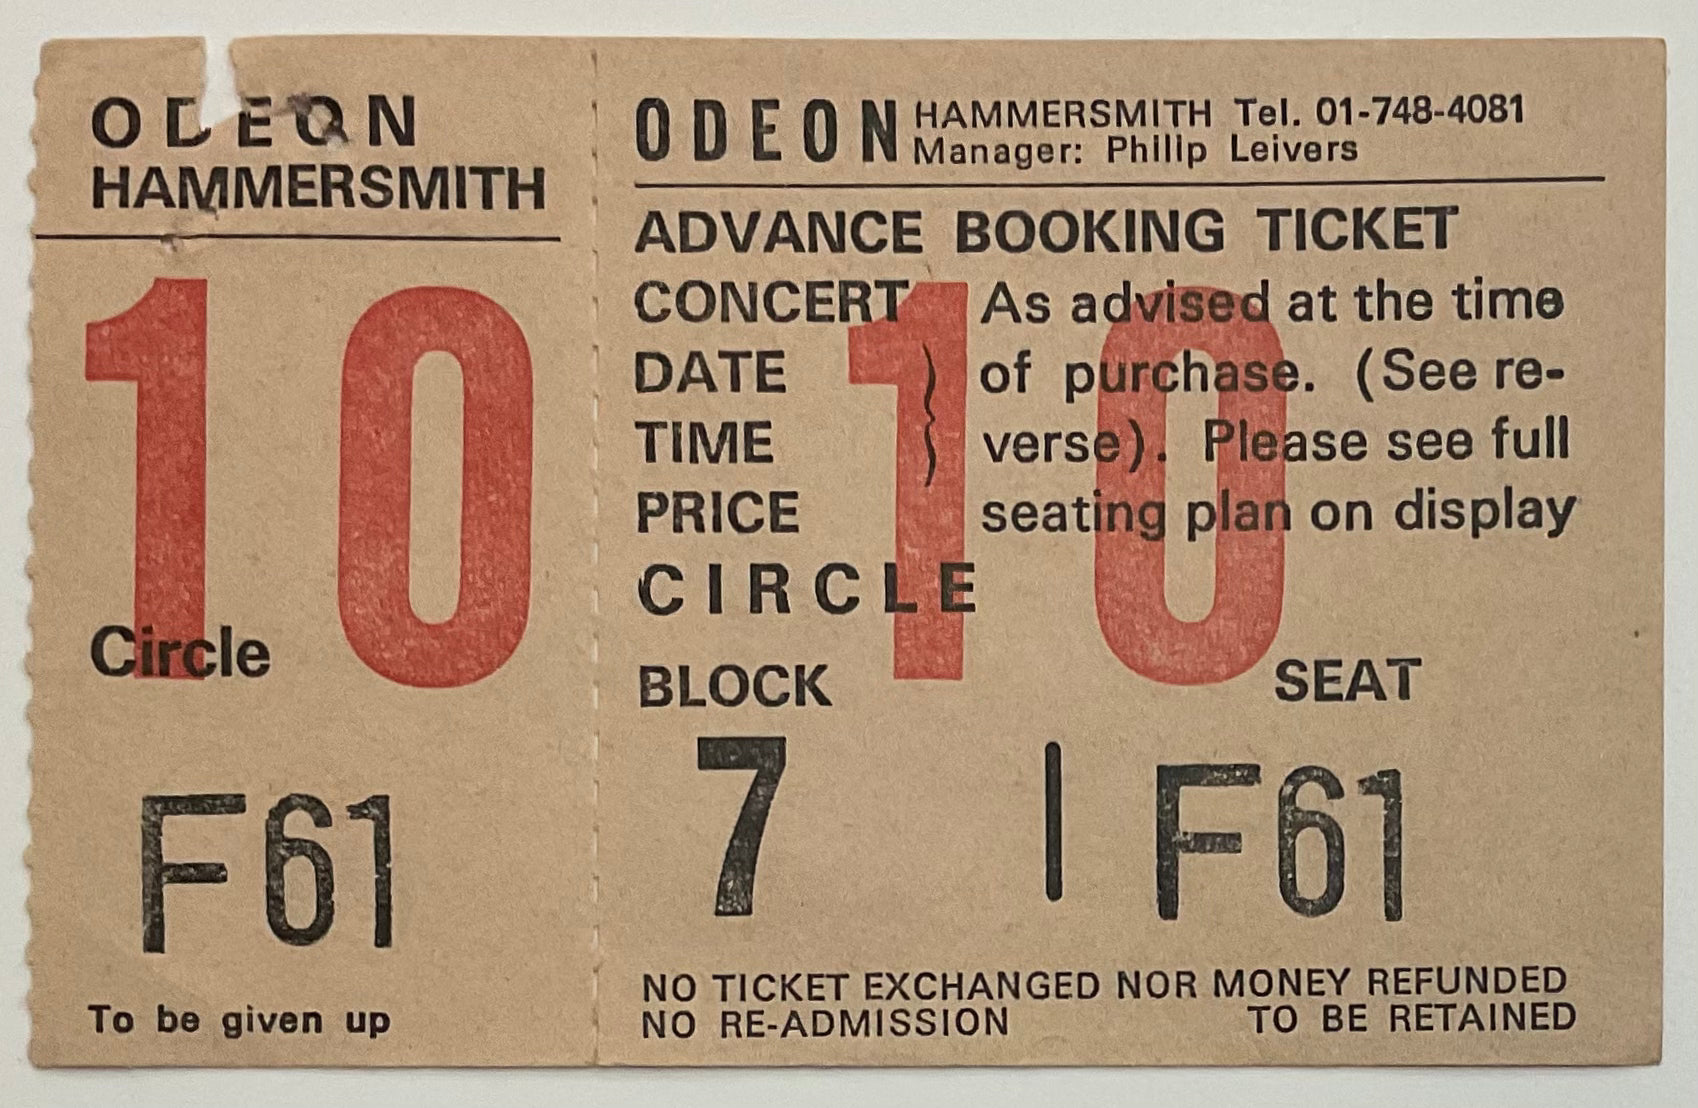 ODEON
HAMMERSMITH
10
Circle
F61
To be given up
ODEON HAMMERSMITH Tel. 01-748-4081
Manager: Philip Leivers
ADVANCE BOOKING TICKET
10
CONCERT As advised at the time
DATE of purchase. (See re-
TIME verse). Please see full
PRICE seating plan on display
CIRCLE
BLOCK SEAT
7 | F61
NO TICKET EXCHANGED NOR MONEY REFUNDED
NO RE-ADMISSION TO BE RETAINED